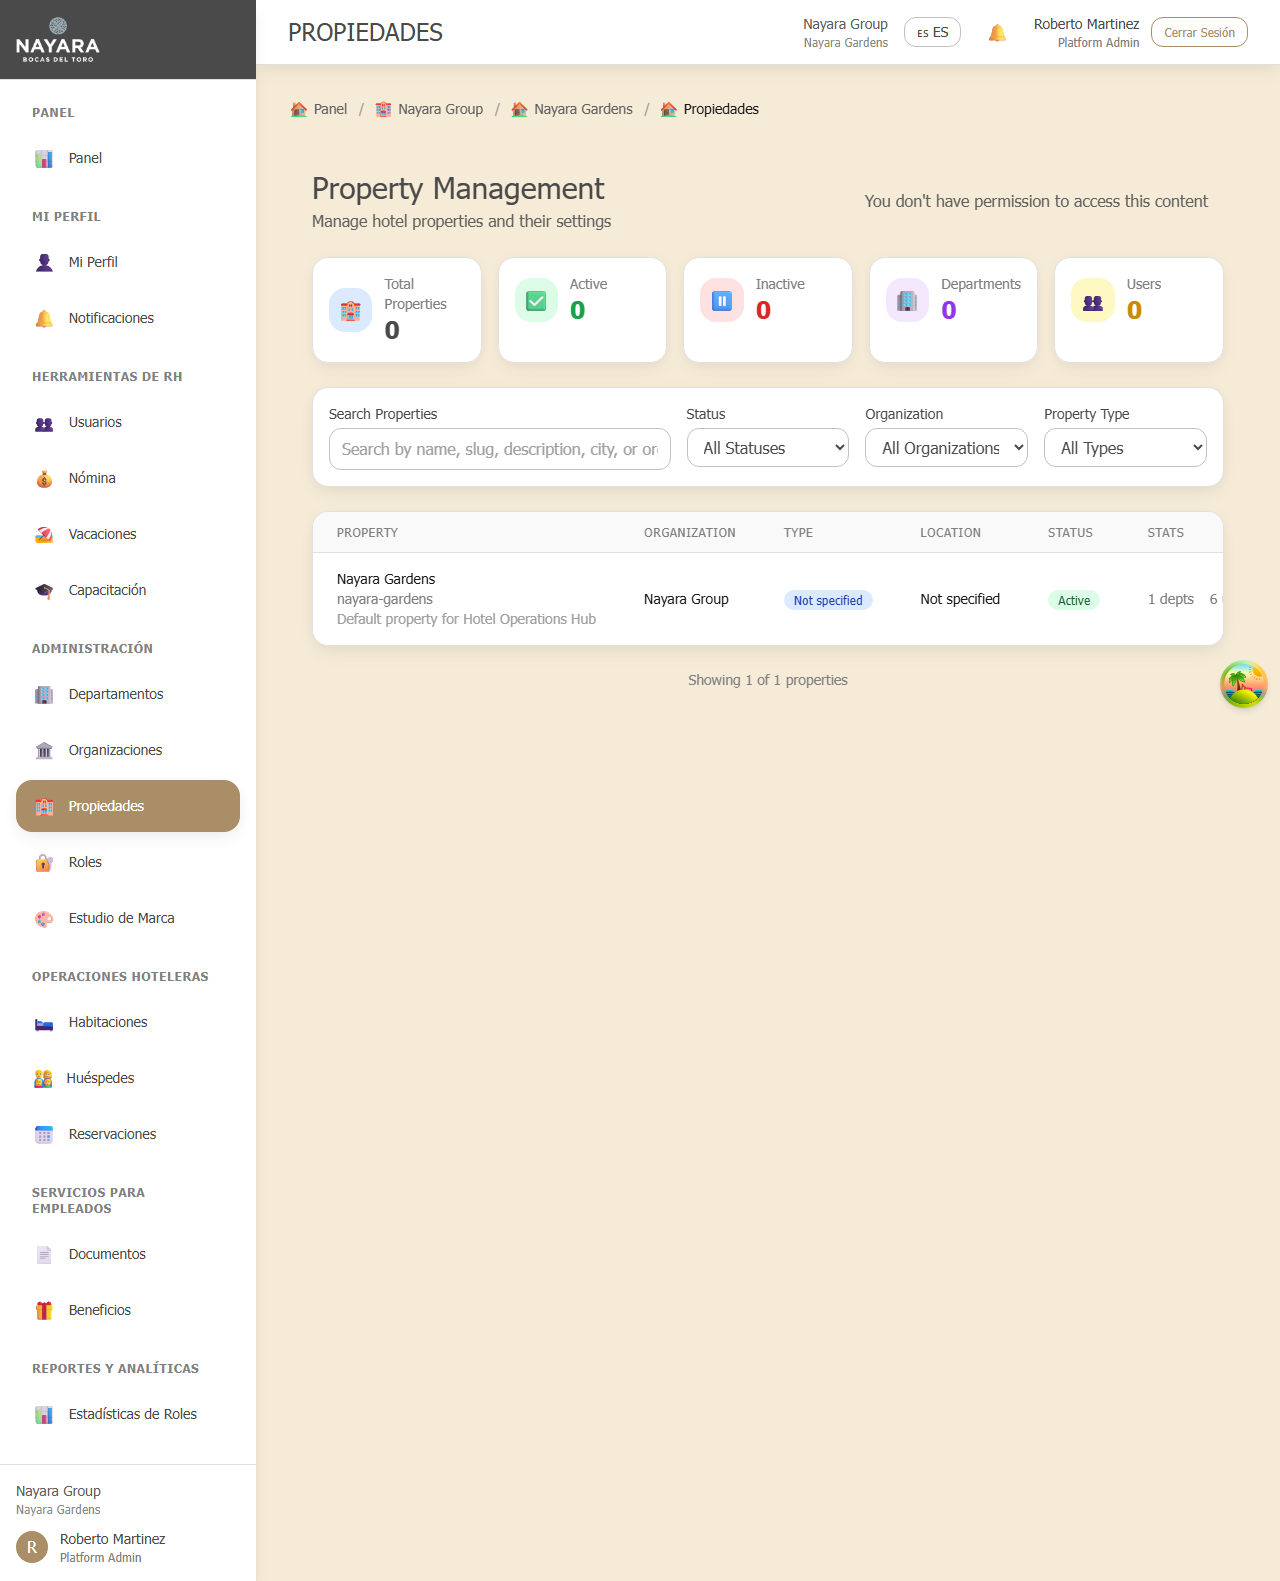 NAYARA
BOCAS DEL TORO
PROPIEDADES
Nayara Group
Nayara Gardens
ES ES
Roberto Martinez
Platform Admin
Cerrar Sesión
PANEL
Panel
MI PERFIL
Mi Perfil
Notificaciones
HERRAMIENTAS DE RH
Usuarios
Nómina
Vacaciones
Capacitación
ADMINISTRACIÓN
Departamentos
Organizaciones
Propiedades
Roles
Estudio de Marca
OPERACIONES HOTELERAS
Habitaciones
Huéspedes
Reservaciones
SERVICIOS PARA
EMPLEADOS
Documentos
Beneficios
REPORTES Y ANALÍTICAS
Estadísticas de Roles
Nayara Group
Nayara Gardens
R
Roberto Martinez
Platform Admin
Panel / Nayara Group / Nayara Gardens / Propiedades
Property Management
Manage hotel properties and their settings
You don't have permission to access this content
Total
Properties
0
Active
0
Inactive
0
Departments
0
Users
0
Search Properties
Search by name, slug, description, city, or or
Status
All Statuses
Organization
All Organizations
Property Type
All Types
PROPERTY ORGANIZATION TYPE LOCATION STATUS STATS
Nayara Gardens
nayara-gardens
Default property for Hotel Operations Hub
Nayara Group
Not specified
Not specified
Active
1 depts 6
Showing 1 of 1 properties